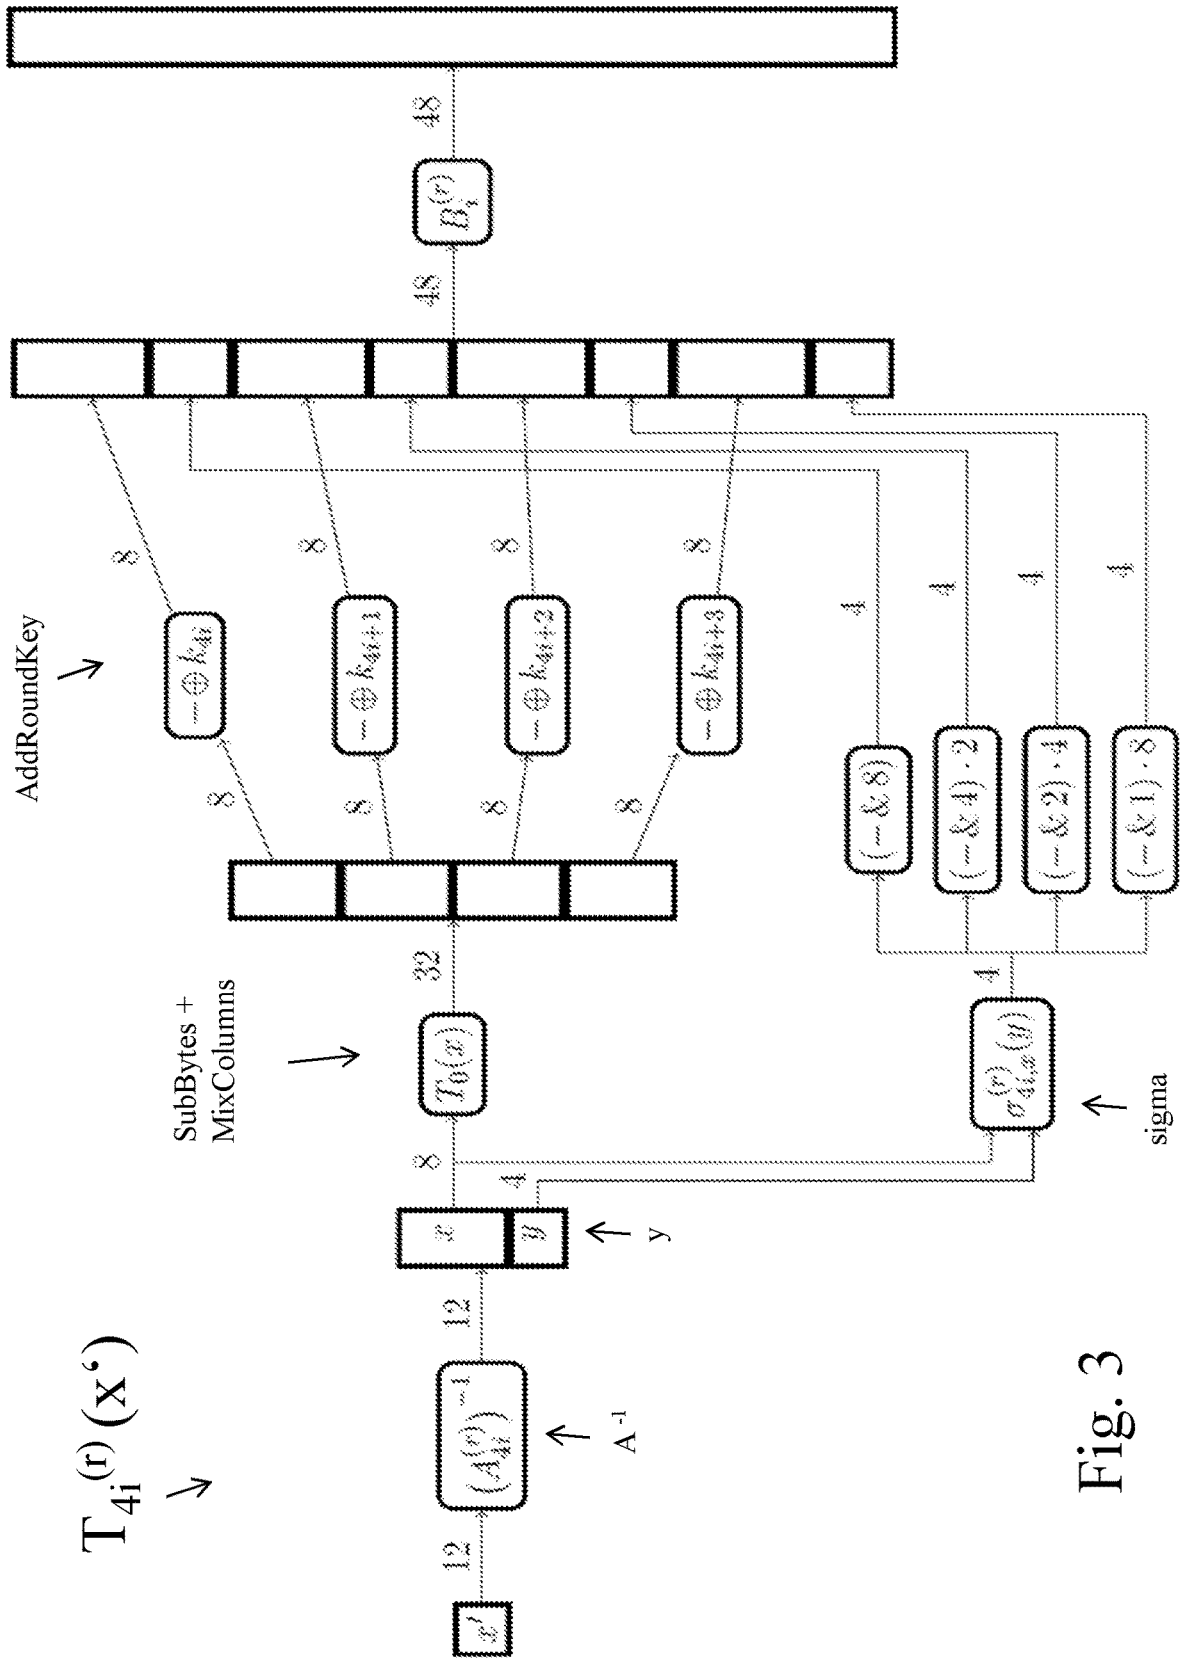 T₄ᵢ⁽ʳ⁾ (x‘)
AddRoundKey
SubBytes +
MixColumns
x′
12
(A₄ᵢ⁽ʳ⁾)⁻¹
A⁻¹
12
x
y
y
8
4
T₀(x)
32
8
8
8
8
− ⊕ k₄ᵢ
− ⊕ k₄ᵢ₊₁
− ⊕ k₄ᵢ₊₂
− ⊕ k₄ᵢ₊₃
8
8
8
8
σ₄ᵢ,ₓ⁽ʳ⁾(y)
sigma
4
(− & 8)
(− & 4) · 2
(− & 2) · 4
(− & 1) · 8
4
4
4
4
48
Bᵢ⁽ʳ⁾
48
Fig. 3